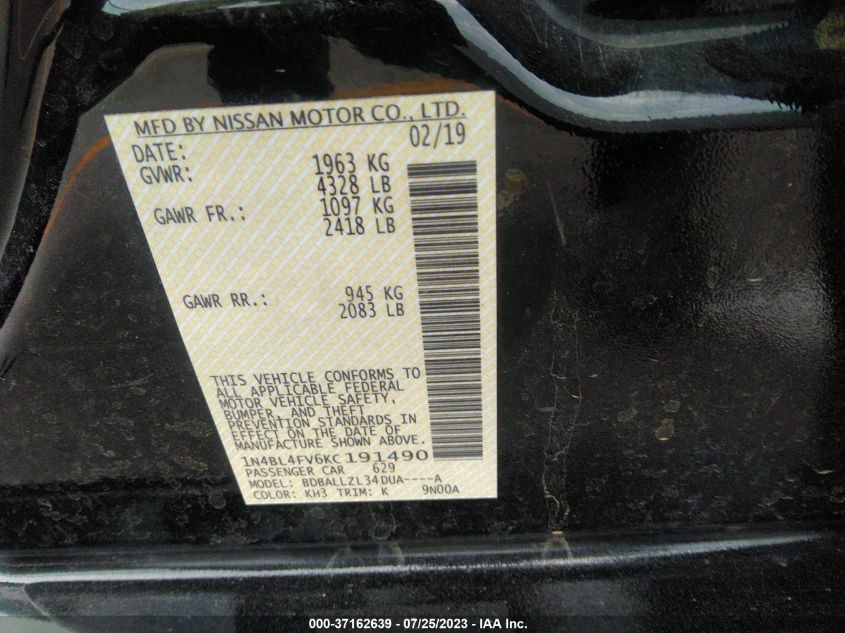 MFD BY NISSAN MOTOR CO., LTD.
DATE: 02/19
GVWR: 1963 KG
4328 LB
GAWR FR.: 1097 KG
2418 LB
GAWR RR.: 945 KG
2083 LB
THIS VEHICLE CONFORMS TO
ALL APPLICABLE FEDERAL
MOTOR VEHICLE SAFETY,
BUMPER, AND THEFT
PREVENTION STANDARDS IN
EFFECT ON THE DATE OF
MANUFACTURE SHOWN ABOVE.
1N4BL4FV6KC191490
PASSENGER CAR 629
MODEL: BDBALLZL34DUA----A
COLOR: KH3 TRIM: K 9N00A
000-37162639 - 07/25/2023 - IAA Inc.